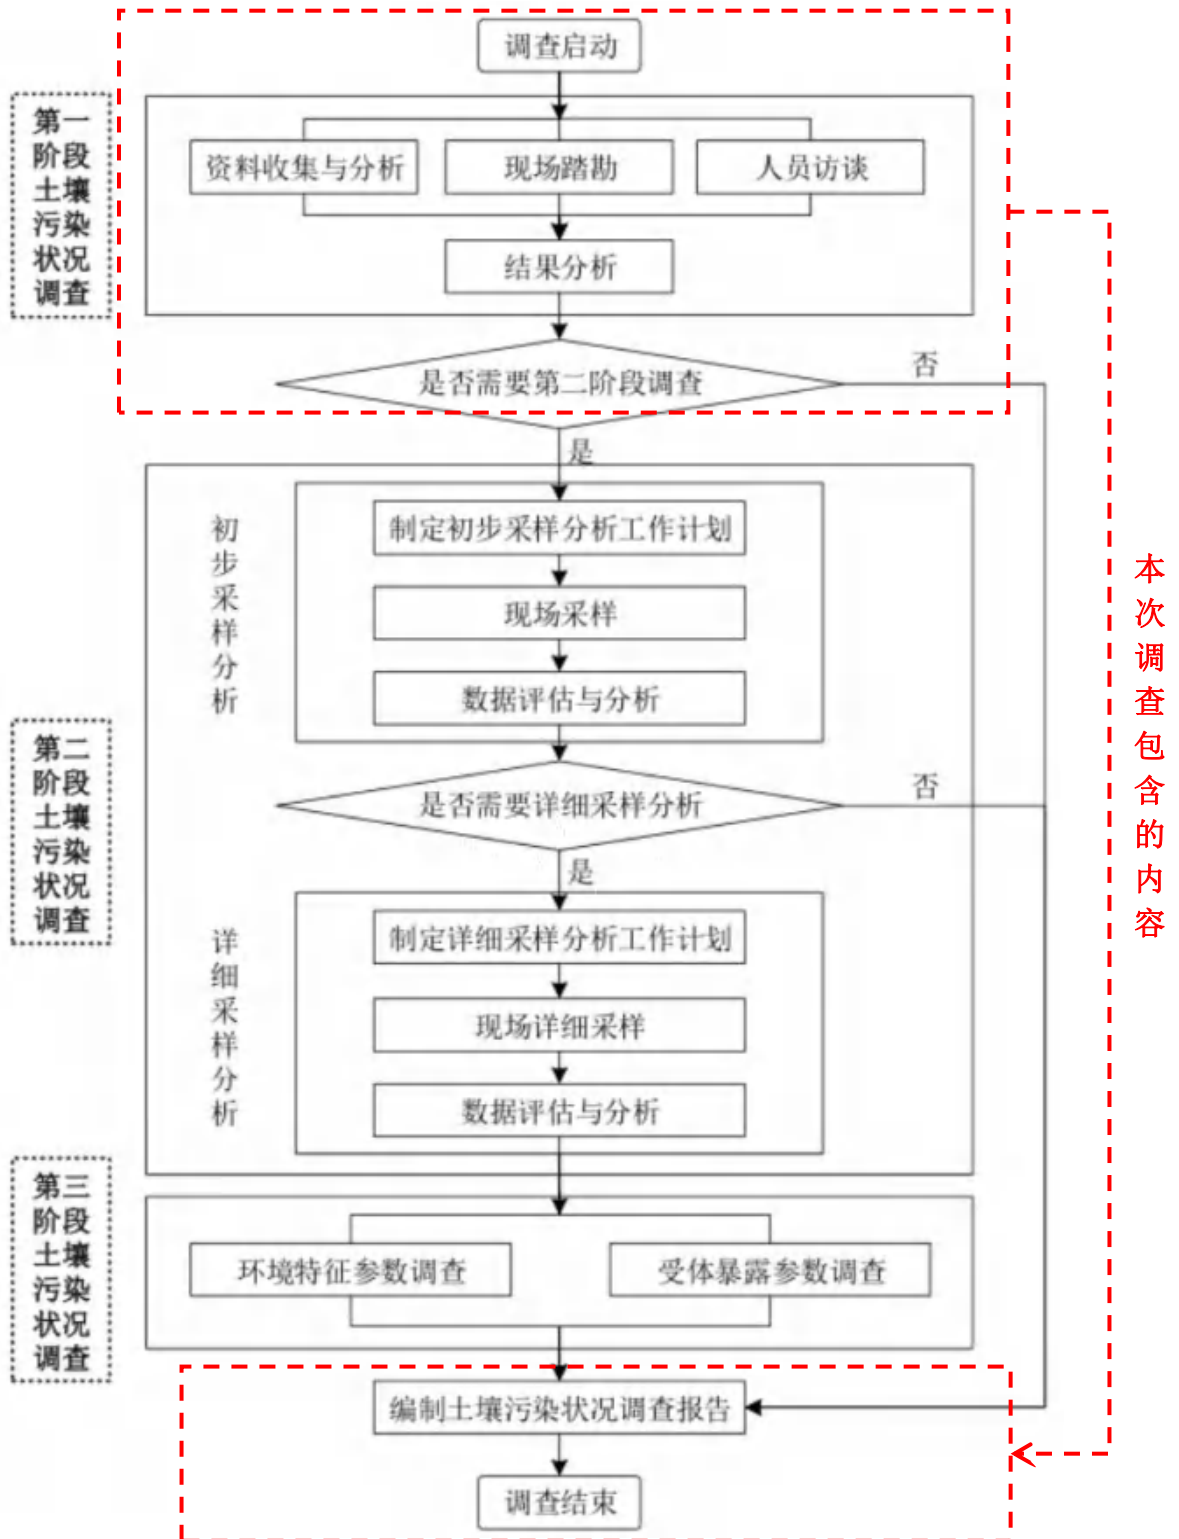 调查启动
第一
阶段
土壤
污染
状况
调查
资料收集与分析
现场踏勘
人员访谈
结果分析
是否需要第二阶段调查
否
是
初
步
采
样
分
析
制定初步采样分析工作计划
现场采样
数据评估与分析
第二
阶段
土壤
污染
状况
调查
是否需要详细采样分析
否
是
详
细
采
样
分
析
制定详细采样分析工作计划
现场详细采样
数据评估与分析
第三
阶段
土壤
污染
状况
调查
环境特征参数调查
受体暴露参数调查
编制土壤污染状况调查报告
调查结束
本
次
调
查
包
含
的
内
容